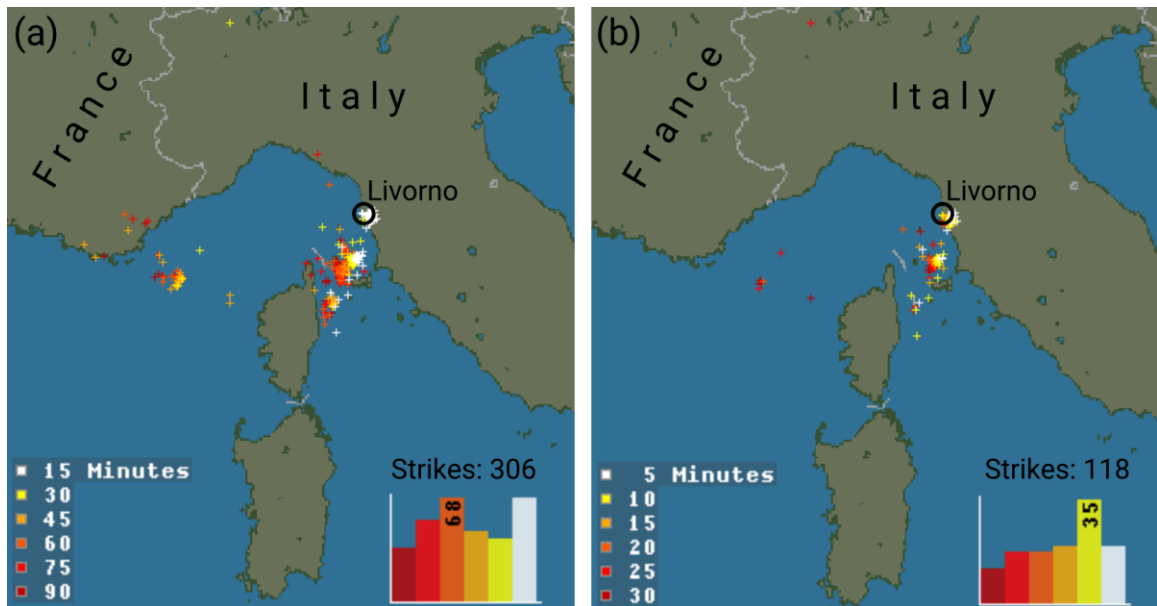 (a)
France
Italy
Livorno
15 Minutes
30
45
60
75
90
Strikes: 306
68
(b)
France
Italy
Livorno
5 Minutes
10
15
20
25
30
Strikes: 118
35